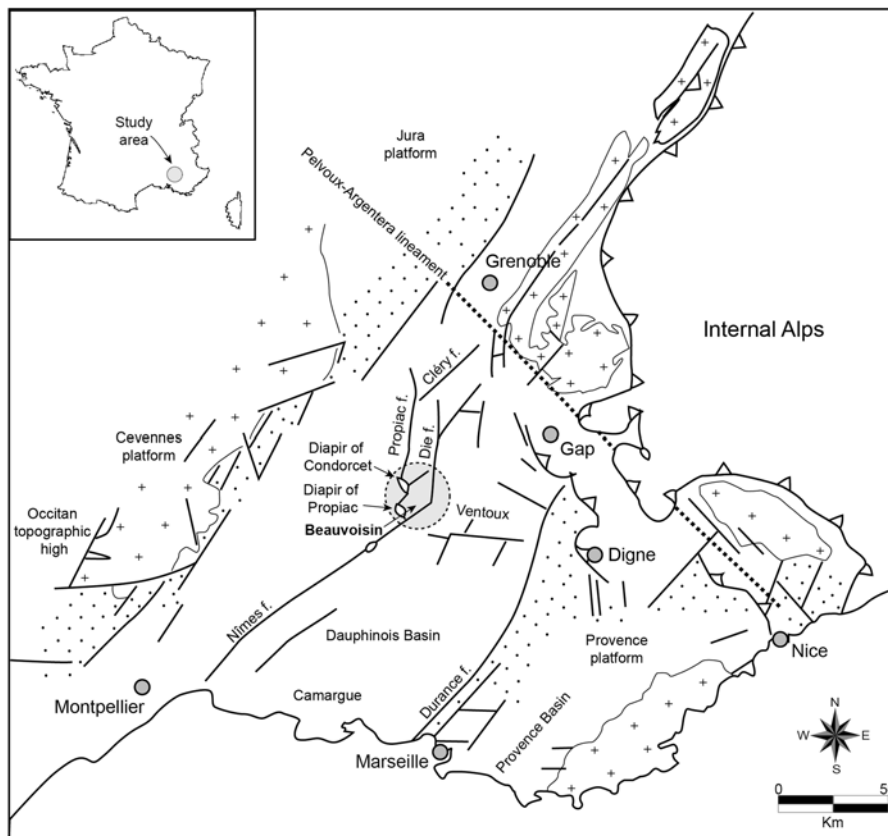 Study
area
Jura
platform
Pelvoux-Argentera lineament
Grenoble
Internal Alps
Cléry f.
Propiac f.
Die f.
Cevennes
platform
Gap
Diapir of
Condorcet
Diapir of
Propiac
Beauvoisin
Ventoux
Occitan
topographic
high
Digne
Nîmes f.
Dauphinois Basin
Provence
platform
Nice
Montpellier
Camargue
Durance f.
Provence Basin
Marseille
N
W
E
S
0
5
Km